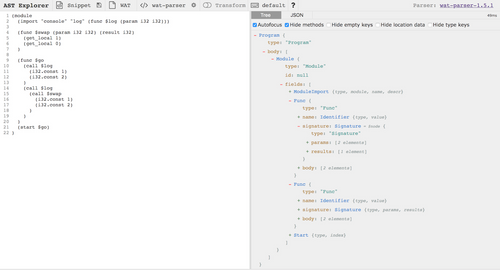 AST Explorer Snippet WAT wat-parser Transform default ? Parser: wat-parser-1.5.1
Tree JSON 48ms
Autofocus Hide methods Hide empty keys Hide location data Hide type keys
1 (module
2 (import "console" "log" (func $log (param i32 i32)))
3
4 (func $swap (param i32 i32) (result i32)
5 (get_local 1)
6 (get_local 0)
7 )
8
9 (func $go
10 (call $log
11 (i32.const 1)
12 (i32.const 2)
13 )
14 (call $log
15 (call $swap
16 (i32.const 1)
17 (i32.const 2)
18 )
19 )
20 )
21 (start $go)
22 )
- Program {
type: "Program"
- body: [
- Module {
type: "Module"
id: null
- fields: [
+ ModuleImport {type, module, name, descr}
- Func {
type: "Func"
+ name: Identifier {type, value}
- signature: Signature = $node {
type: "Signature"
+ params: [2 elements]
+ results: [1 element]
}
+ body: [2 elements]
}
- Func {
type: "Func"
+ name: Identifier {type, value}
+ signature: Signature {type, params, results}
+ body: [2 elements]
}
+ Start {type, index}
]
}
]
}